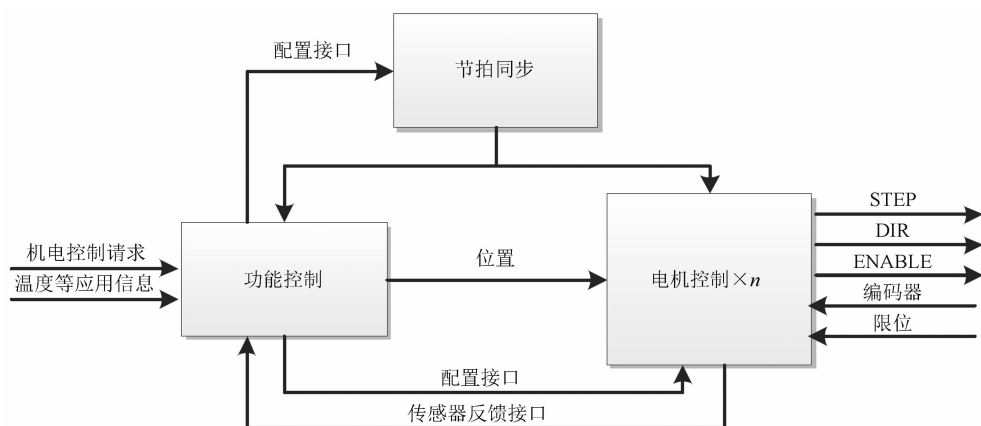 配置接口
节拍同步
机电控制请求
温度等应用信息
功能控制
位置
电机控制×n
STEP
DIR
ENABLE
编码器
限位
配置接口
传感器反馈接口